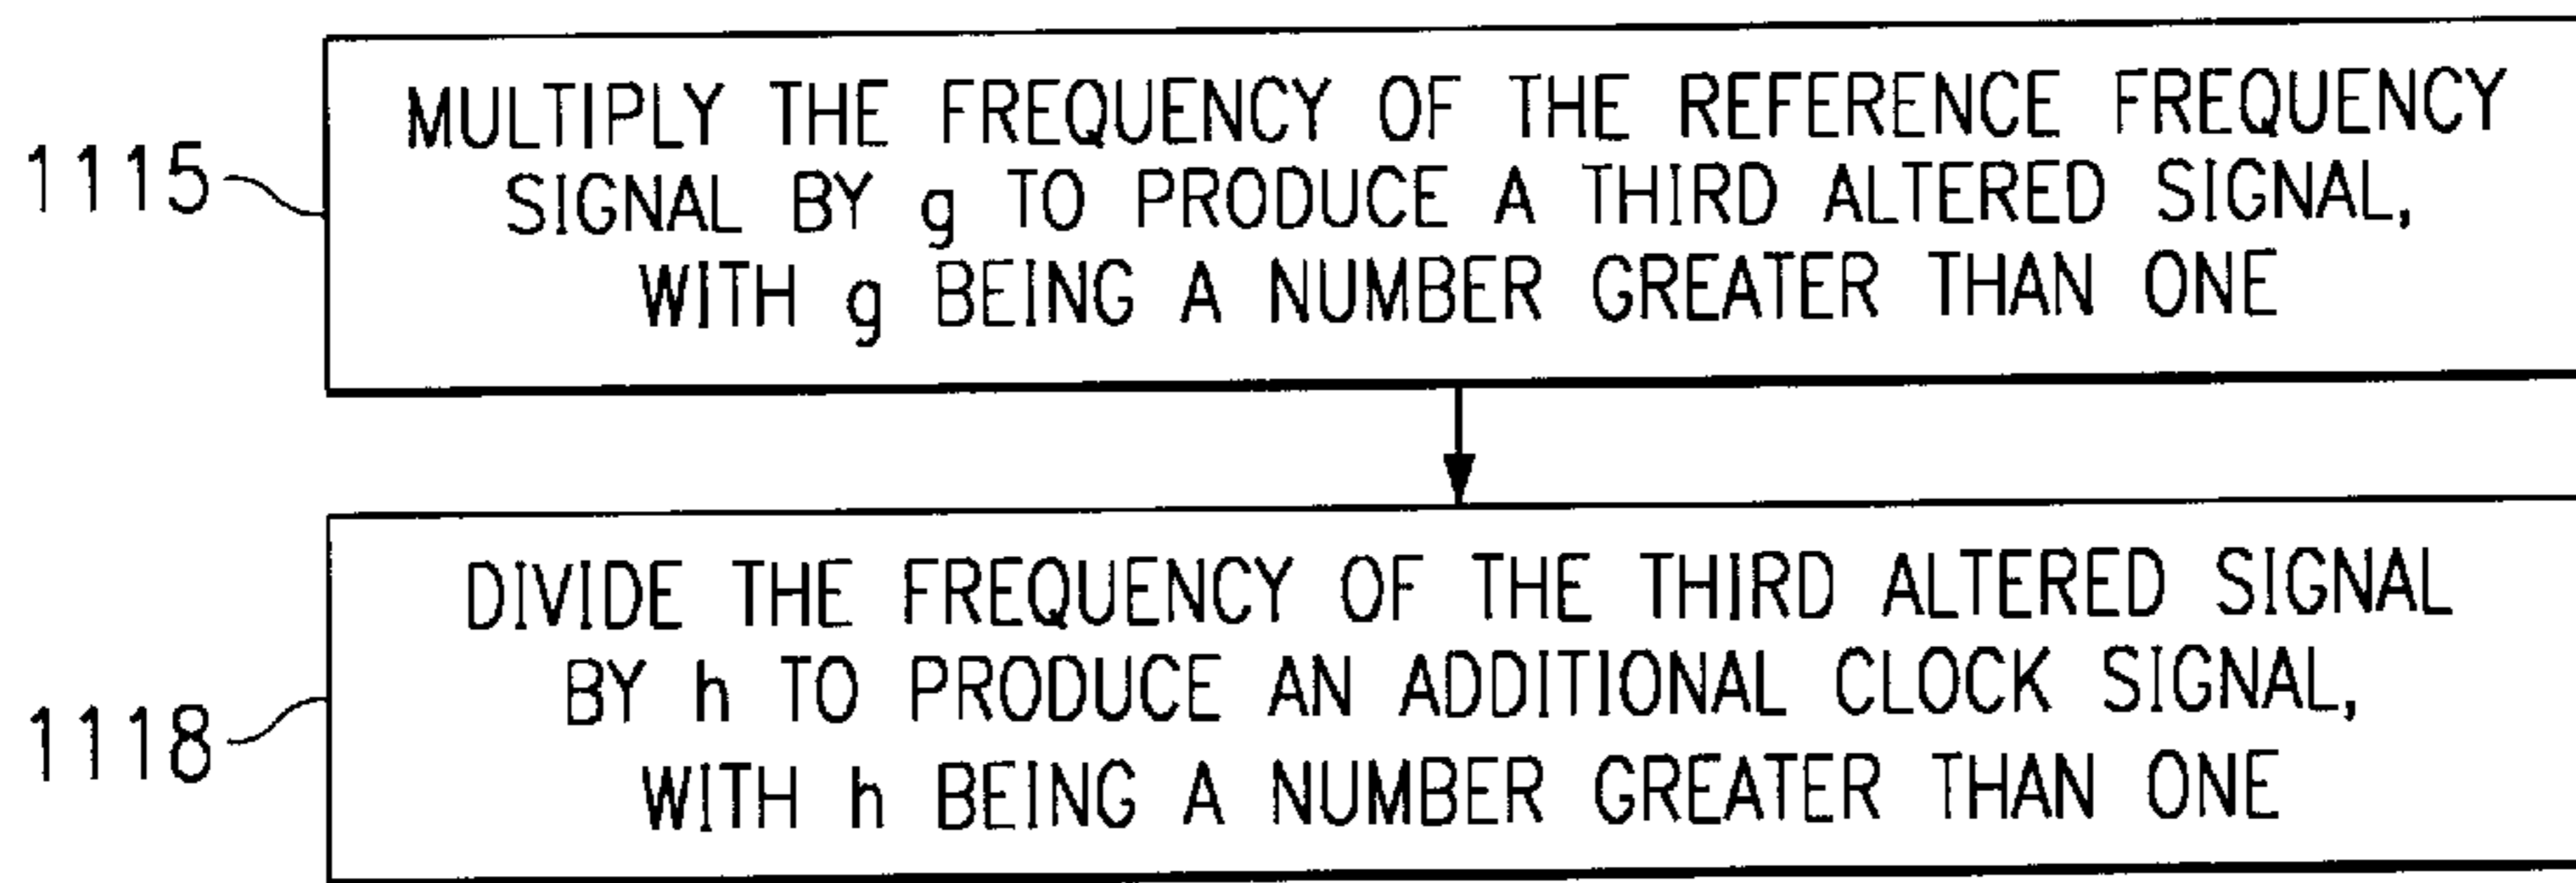 1115
MULTIPLY THE FREQUENCY OF THE REFERENCE FREQUENCY
SIGNAL BY g TO PRODUCE A THIRD ALTERED SIGNAL,
WITH g BEING A NUMBER GREATER THAN ONE
1118
DIVIDE THE FREQUENCY OF THE THIRD ALTERED SIGNAL
BY h TO PRODUCE AN ADDITIONAL CLOCK SIGNAL,
WITH h BEING A NUMBER GREATER THAN ONE